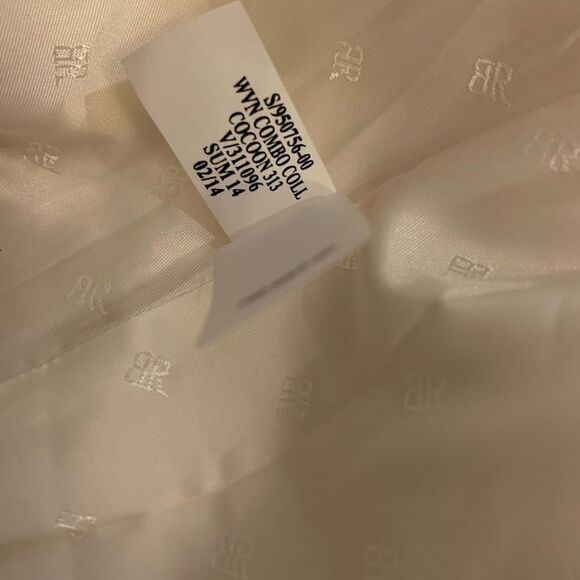 S/950756-00
WVN COMBO COLL
COCOON 313
V/311096
SUM 14
02/14